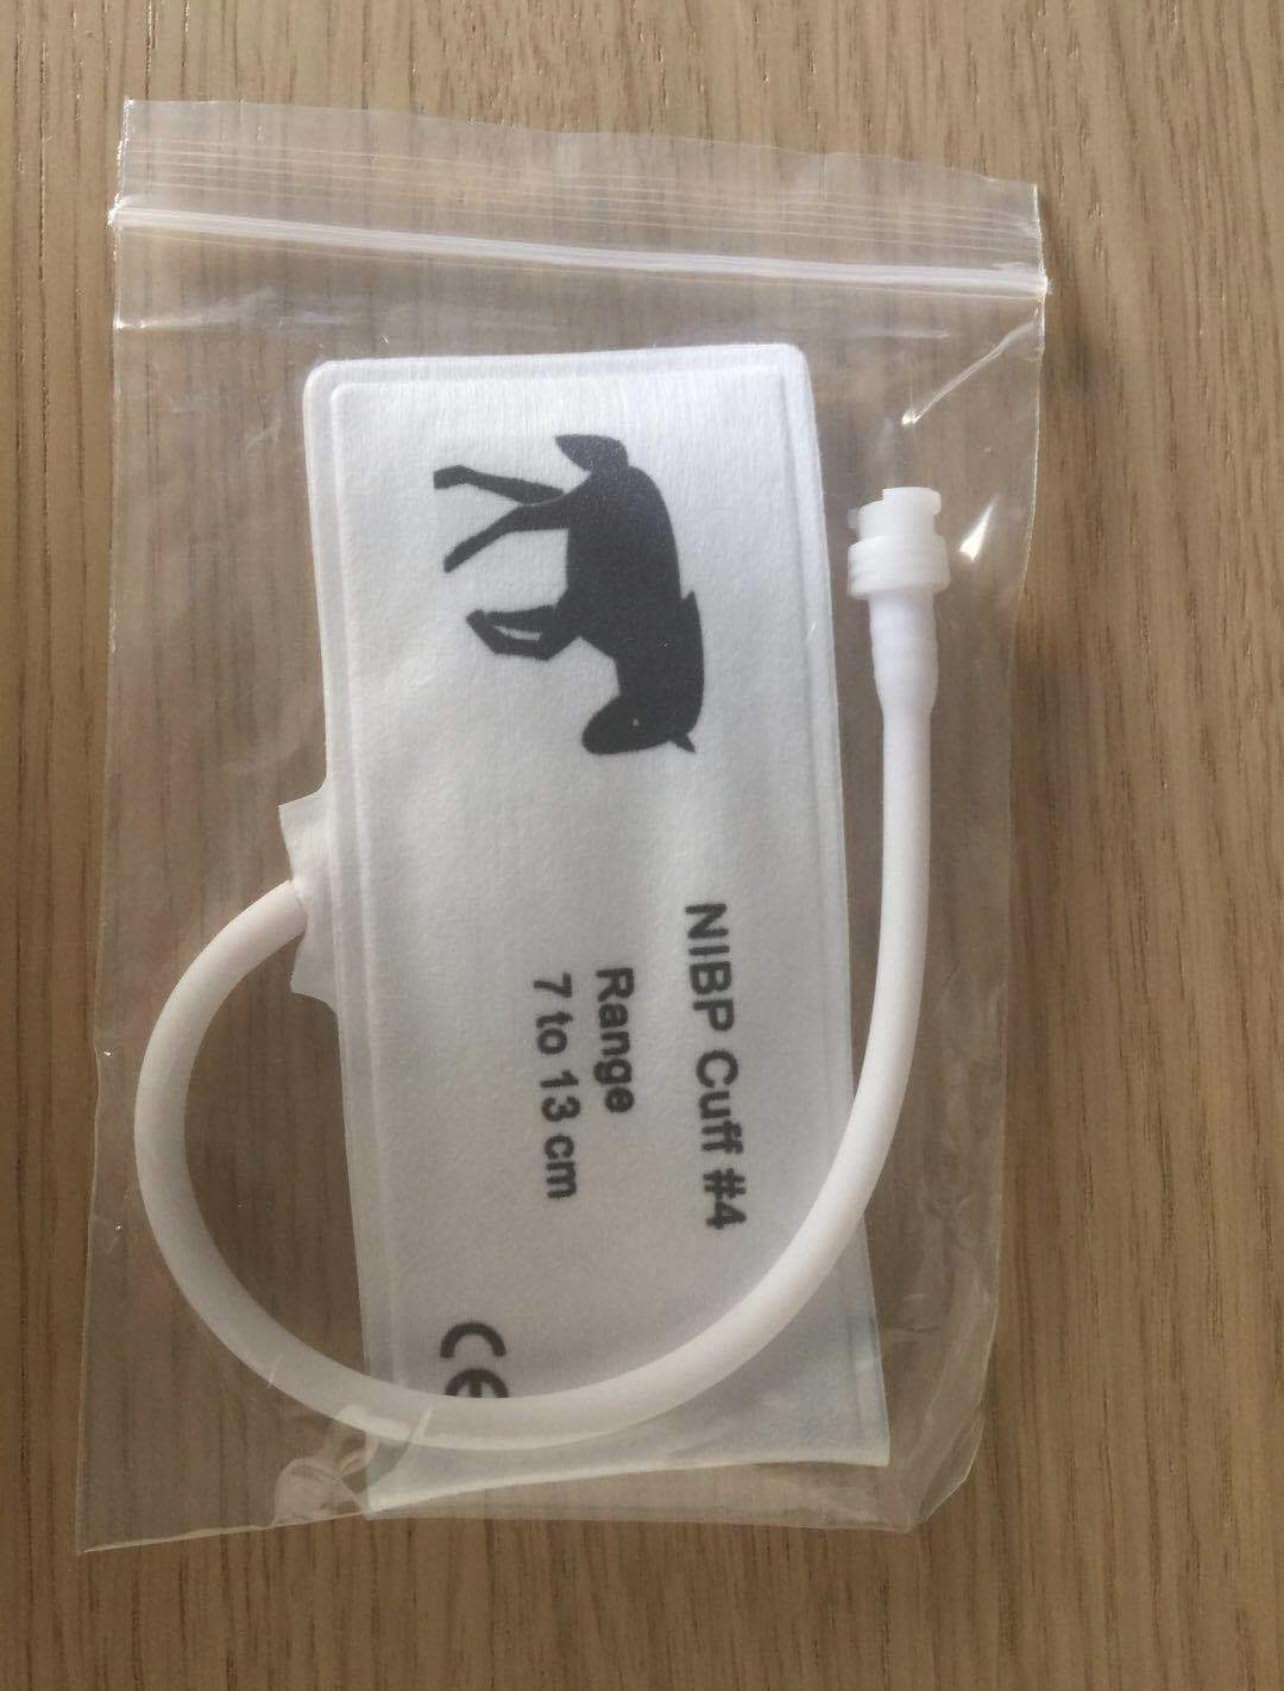 NIBP Cuff #4
Range
7 to 13 cm
CE